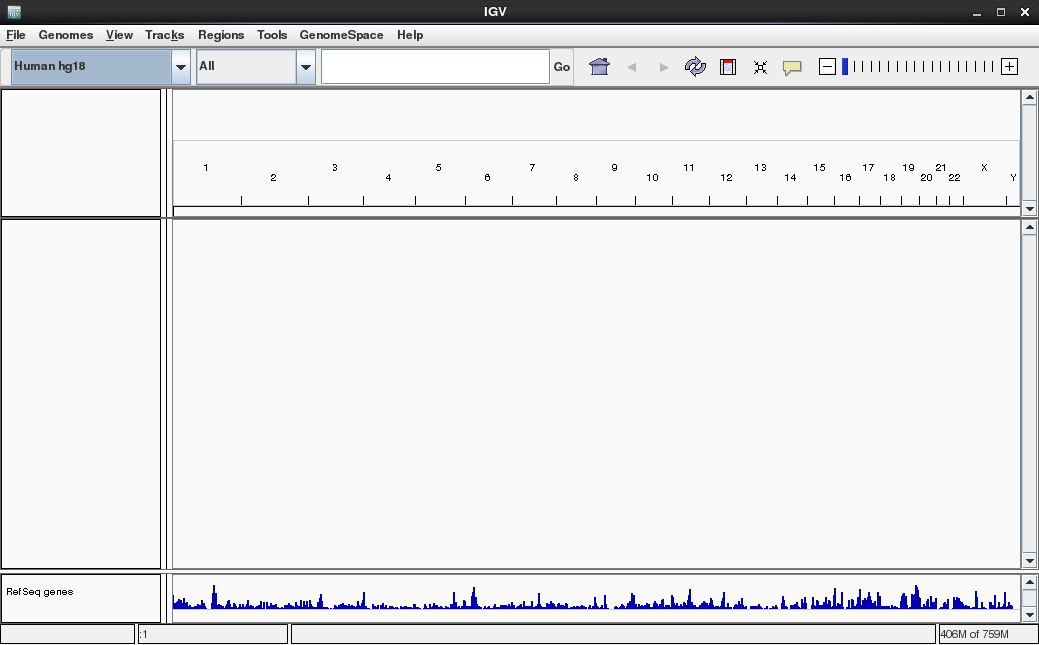 IGV
File Genomes View Tracks Regions Tools GenomeSpace Help
Human hg18 All Go
1 3 5 7 9 11 13 15 17 19 21 X
2 4 6 8 10 12 14 16 18 20 22 Y
RefSeq genes
:1 406M of 759M